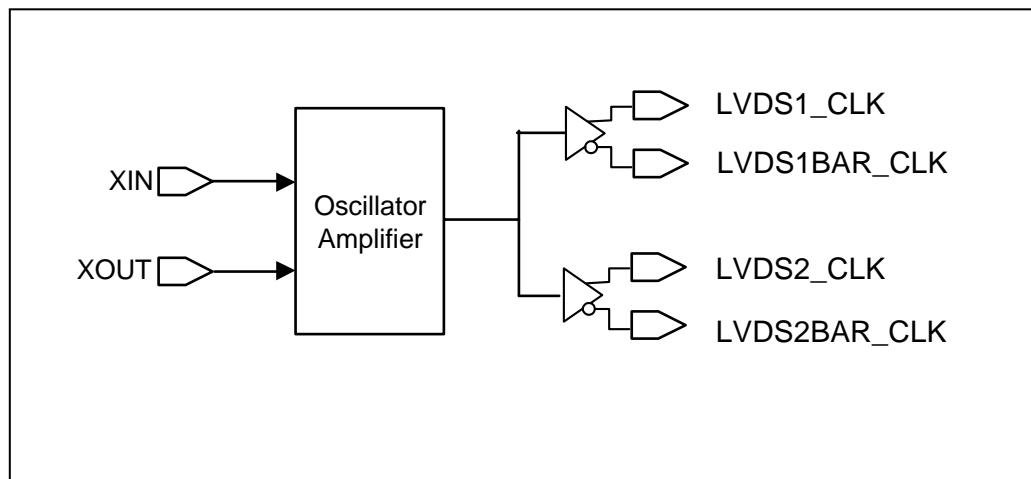 XIN
XOUT
Oscillator
Amplifier
LVDS1_CLK
LVDS1BAR_CLK
LVDS2_CLK
LVDS2BAR_CLK